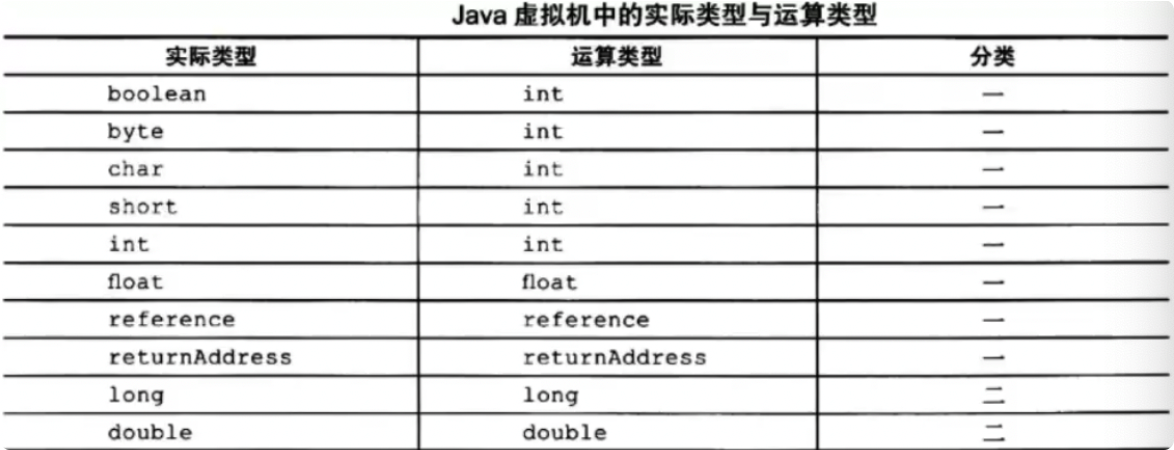 Java 虚拟机中的实际类型与运算类型
实际类型 运算类型 分类
boolean int 一
byte int 一
char int 一
short int 一
int int 一
float float 一
reference reference 一
returnAddress returnAddress 一
long long 二
double double 二